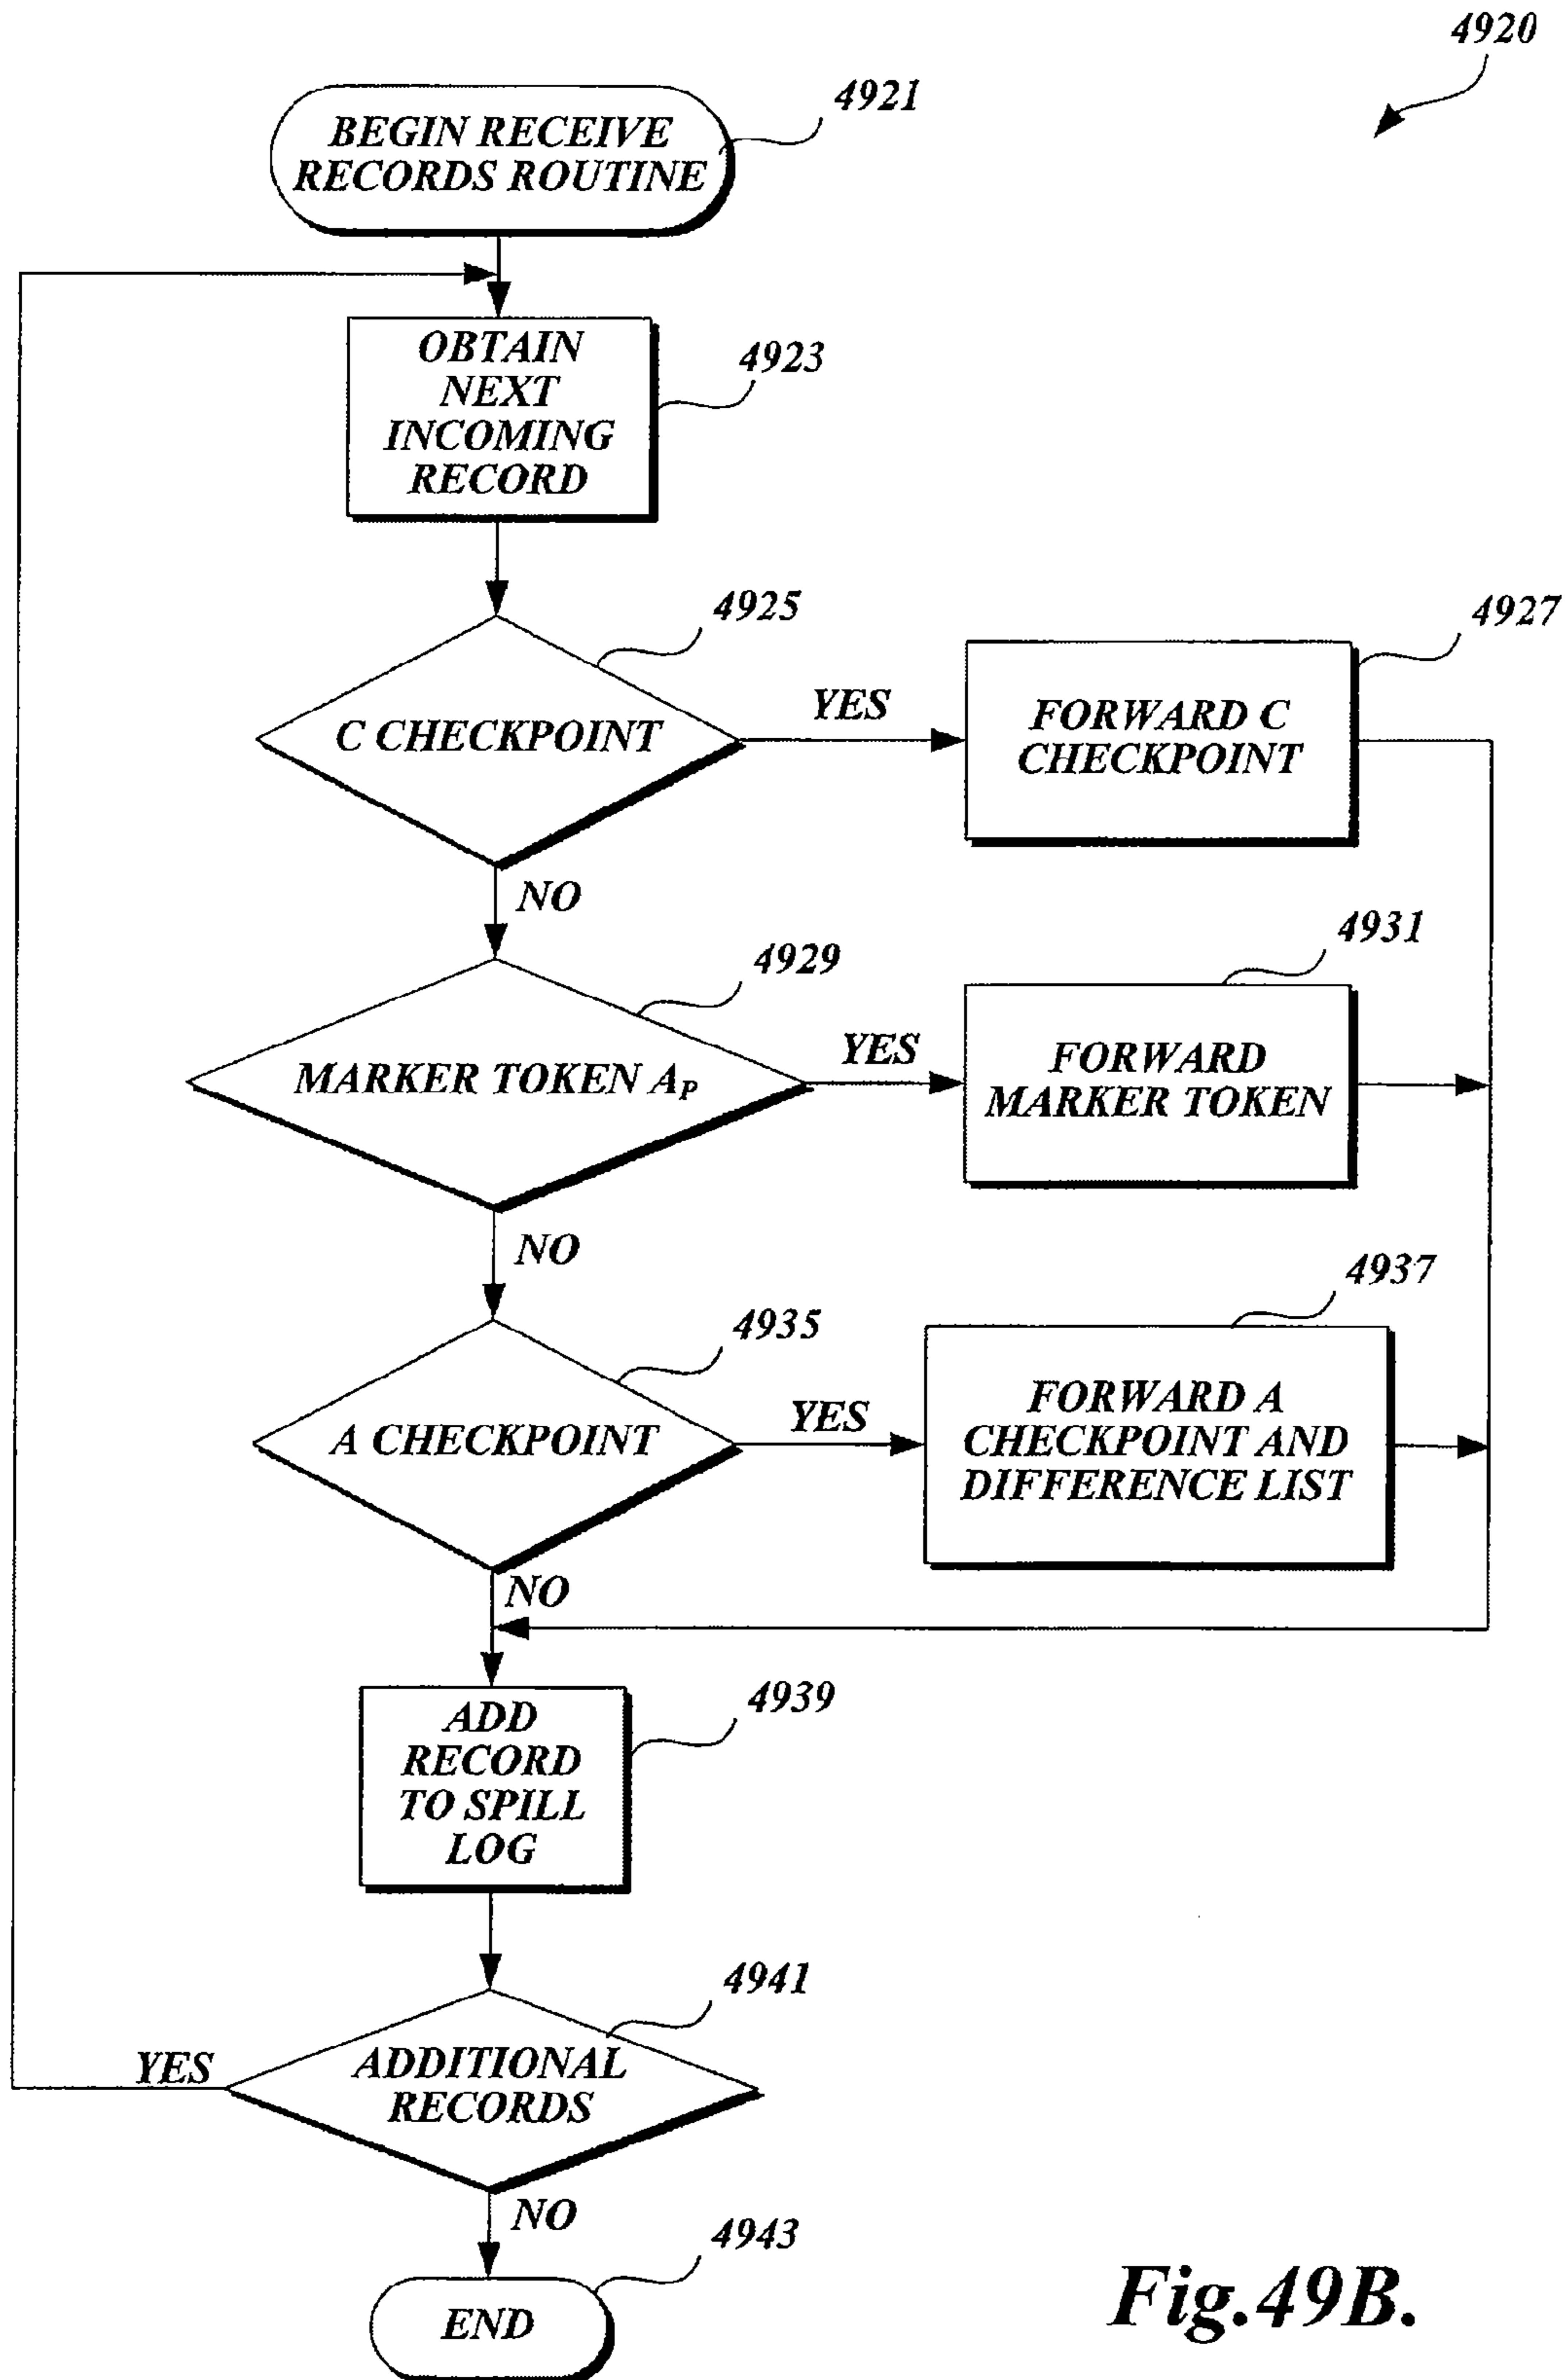 4920
4921
BEGIN RECEIVE
RECORDS ROUTINE
4923
OBTAIN
NEXT
INCOMING
RECORD
4925
C CHECKPOINT
YES
4927
FORWARD C
CHECKPOINT
NO
4929
MARKER TOKEN AP
YES
4931
FORWARD
MARKER TOKEN
NO
4935
A CHECKPOINT
YES
4937
FORWARD A
CHECKPOINT AND
DIFFERENCE LIST
NO
4939
ADD
RECORD
TO SPILL
LOG
4941
ADDITIONAL
RECORDS
YES
NO
4943
END
Fig.49B.